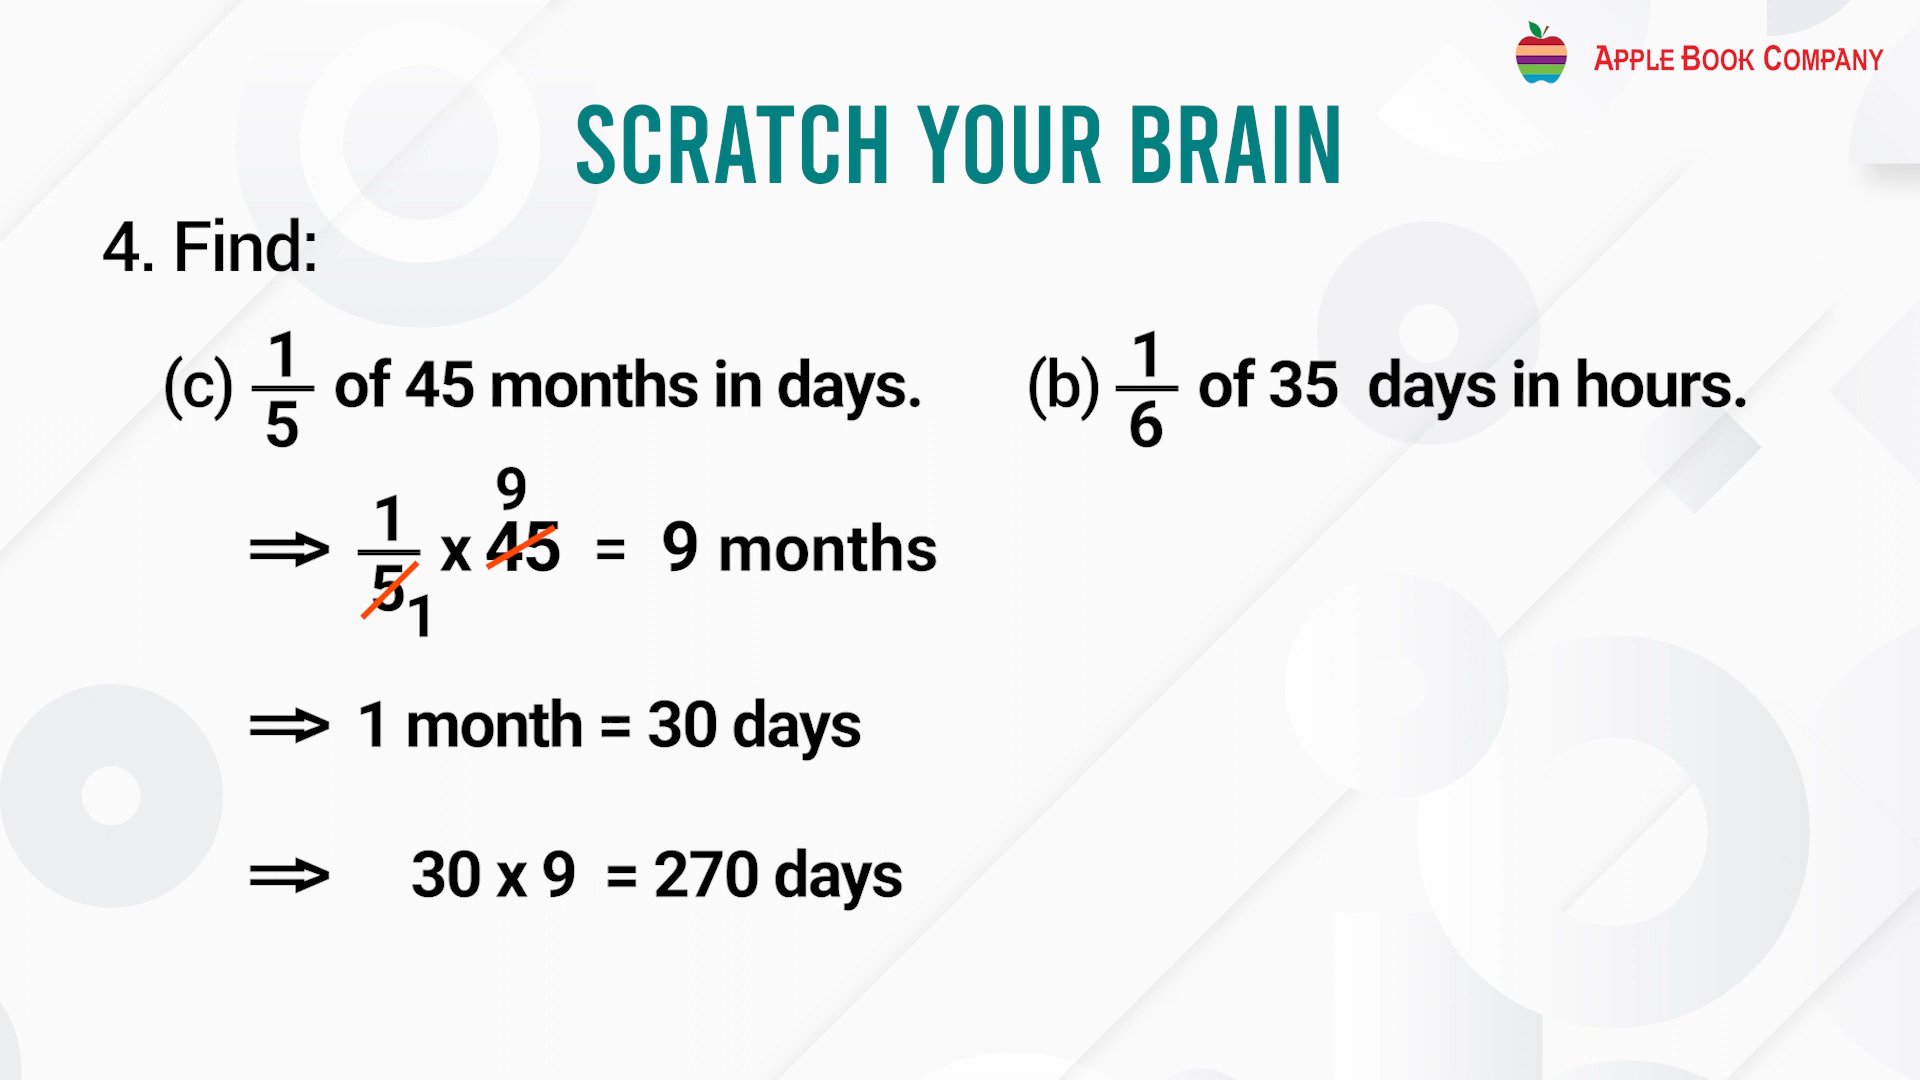 APPLE BOOK COMPANY
SCRATCH YOUR BRAIN
4. Find:
(c) 1/5 of 45 months in days.
(b) 1/6 of 35 days in hours.
9
⇒ 1/5 x 45 = 9 months
1
⇒ 1 month = 30 days
⇒ 30 x 9 = 270 days